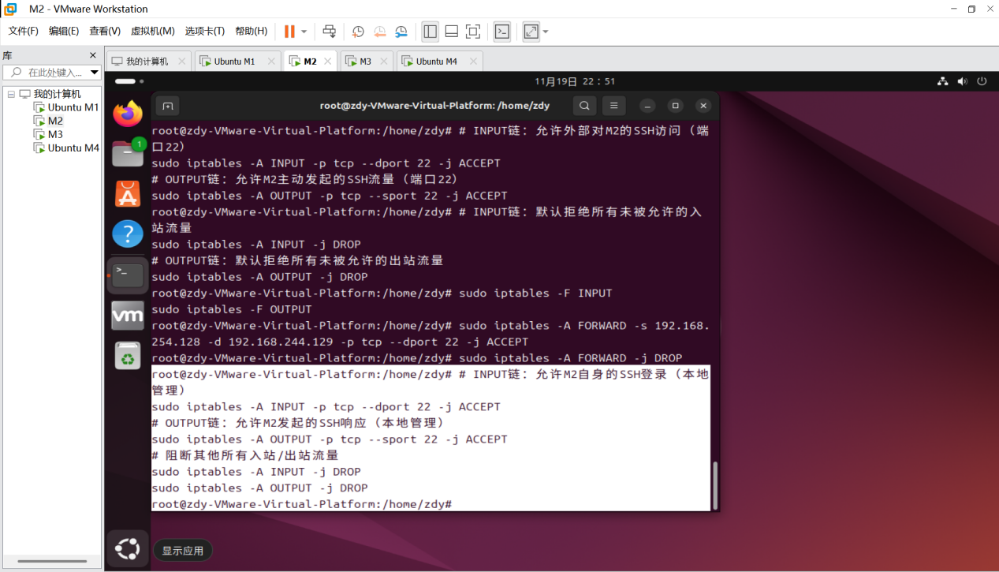 M2 - VMware Workstation
文件(F) 编辑(E) 查看(V) 虚拟机(M) 选项卡(T) 帮助(H)
库
在此处键入...
我的计算机
Ubuntu M1
M2
M3
Ubuntu M4
我的计算机 Ubuntu M1 M2 M3 Ubuntu M4
11月19日 22：51
root@zdy-VMware-Virtual-Platform: /home/zdy
1
root@zdy-VMware-Virtual-Platform:/home/zdy# # INPUT链：允许外部对M2的SSH访问（端
口22）
sudo iptables -A INPUT -p tcp --dport 22 -j ACCEPT
# OUTPUT链：允许M2主动发起的SSH流量（端口22）
sudo iptables -A OUTPUT -p tcp --sport 22 -j ACCEPT
root@zdy-VMware-Virtual-Platform:/home/zdy# # INPUT链：默认拒绝所有未被允许的入
站流量
sudo iptables -A INPUT -j DROP
# OUTPUT链：默认拒绝所有未被允许的出站流量
sudo iptables -A OUTPUT -j DROP
root@zdy-VMware-Virtual-Platform:/home/zdy# sudo iptables -F INPUT
sudo iptables -F OUTPUT
root@zdy-VMware-Virtual-Platform:/home/zdy# sudo iptables -A FORWARD -s 192.168.
254.128 -d 192.168.244.129 -p tcp --dport 22 -j ACCEPT
root@zdy-VMware-Virtual-Platform:/home/zdy# sudo iptables -A FORWARD -j DROP
root@zdy-VMware-Virtual-Platform:/home/zdy# # INPUT链：允许M2自身的SSH登录（本地
管理）
sudo iptables -A INPUT -p tcp --dport 22 -j ACCEPT
# OUTPUT链：允许M2发起的SSH响应（本地管理）
sudo iptables -A OUTPUT -p tcp --sport 22 -j ACCEPT
# 阻断其他所有入站/出站流量
sudo iptables -A INPUT -j DROP
sudo iptables -A OUTPUT -j DROP
root@zdy-VMware-Virtual-Platform:/home/zdy#
vm
显示应用